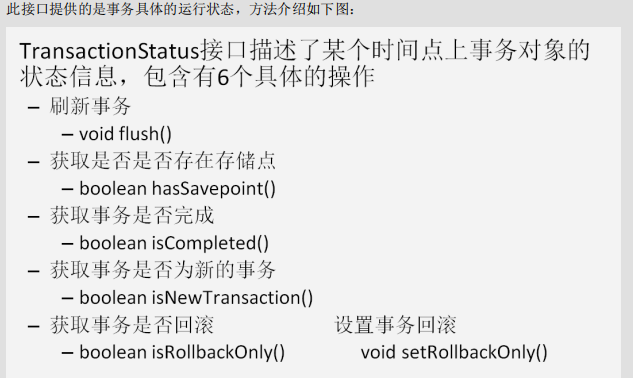 此接口提供的是事务具体的运行状态，方法介绍如下图：
TransactionStatus接口描述了某个时间点上事务对象的
状态信息，包含有6个具体的操作
– 刷新事务
– void flush()
– 获取是否是否存在存储点
– boolean hasSavepoint()
– 获取事务是否完成
– boolean isCompleted()
– 获取事务是否为新的事务
– boolean isNewTransaction()
– 获取事务是否回滚 设置事务回滚
– boolean isRollbackOnly() void setRollbackOnly()